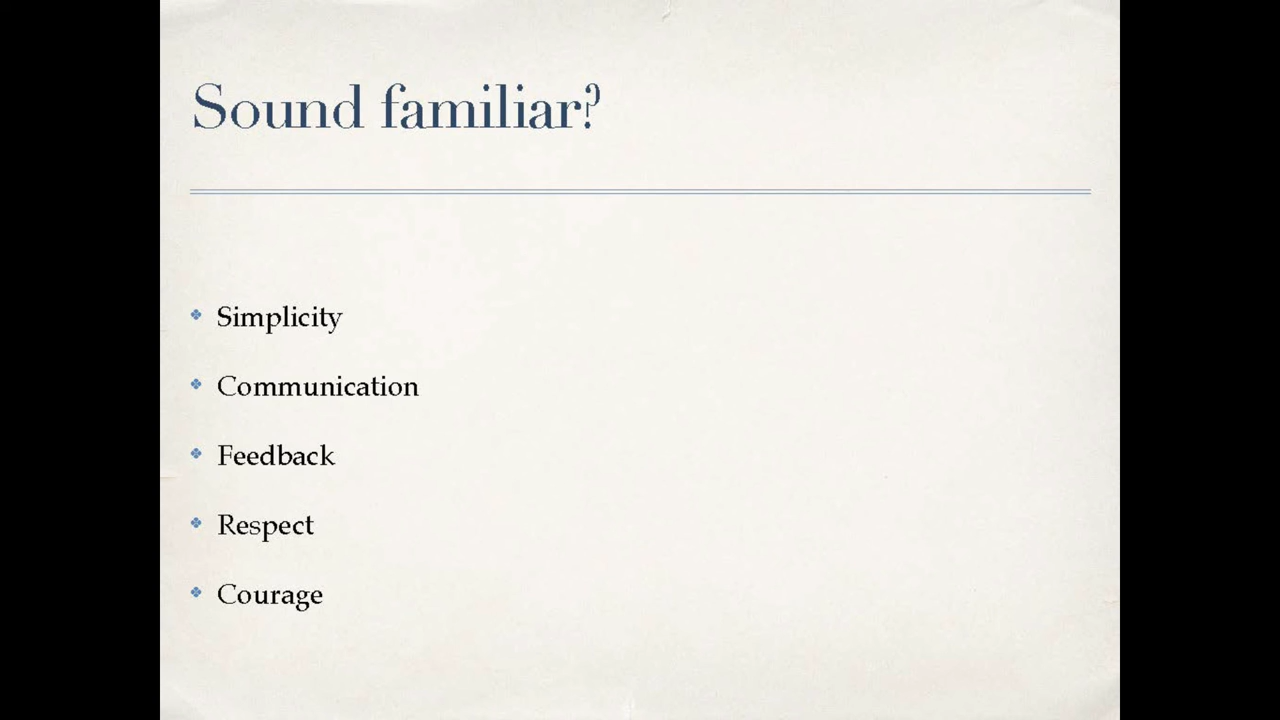 Sound familiar?
Simplicity
Communication
Feedback
Respect
Courage